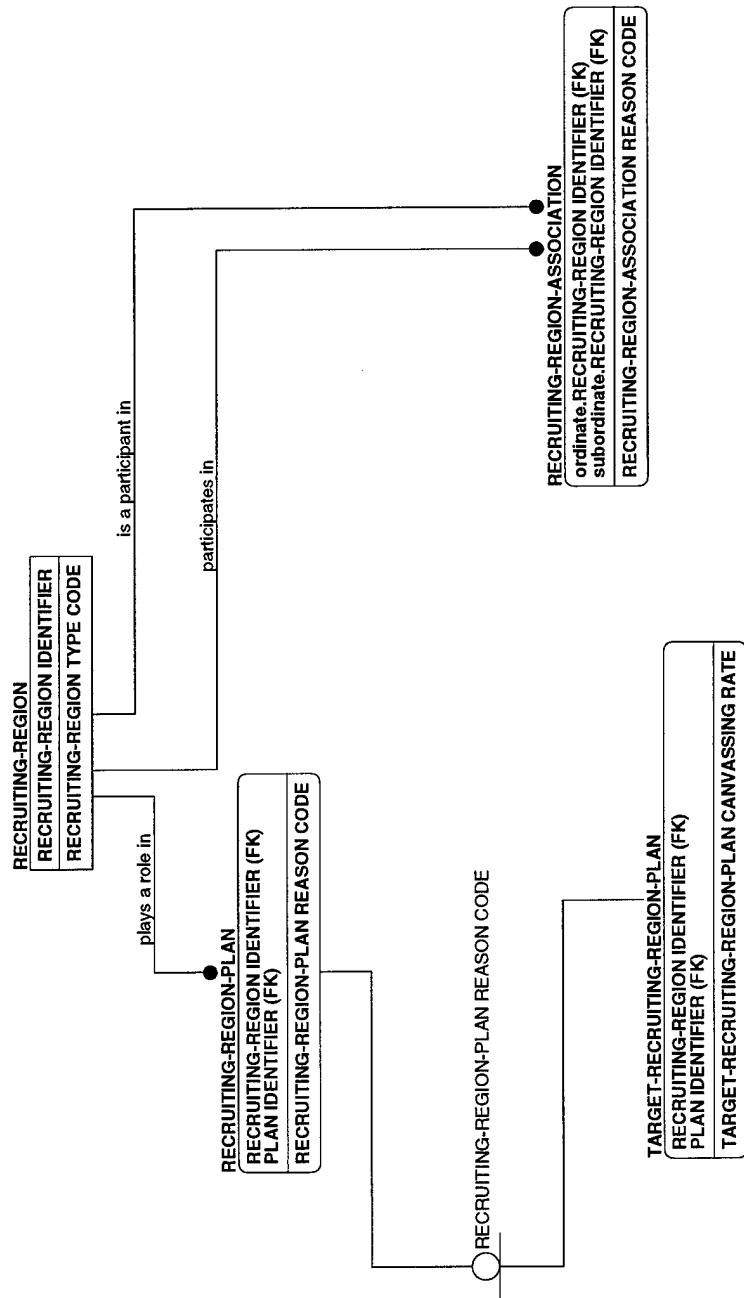 RECRUITING-REGION
RECRUITING-REGION IDENTIFIER
RECRUITING-REGION TYPE CODE
plays a role in
participates in
is a participant in
RECRUITING-REGION-PLAN
RECRUITING-REGION IDENTIFIER (FK)
PLAN IDENTIFIER (FK)
RECRUITING-REGION-PLAN REASON CODE
RECRUITING-REGION-PLAN REASON CODE
RECRUITING-REGION-ASSOCIATION
ordinate.RECRUITING-REGION IDENTIFIER (FK)
subordinate.RECRUITING-REGION IDENTIFIER (FK)
RECRUITING-REGION-ASSOCIATION REASON CODE
TARGET-RECRUITING-REGION-PLAN
RECRUITING-REGION IDENTIFIER (FK)
PLAN IDENTIFIER (FK)
TARGET-RECRUITING-REGION-PLAN CANVASSING RATE